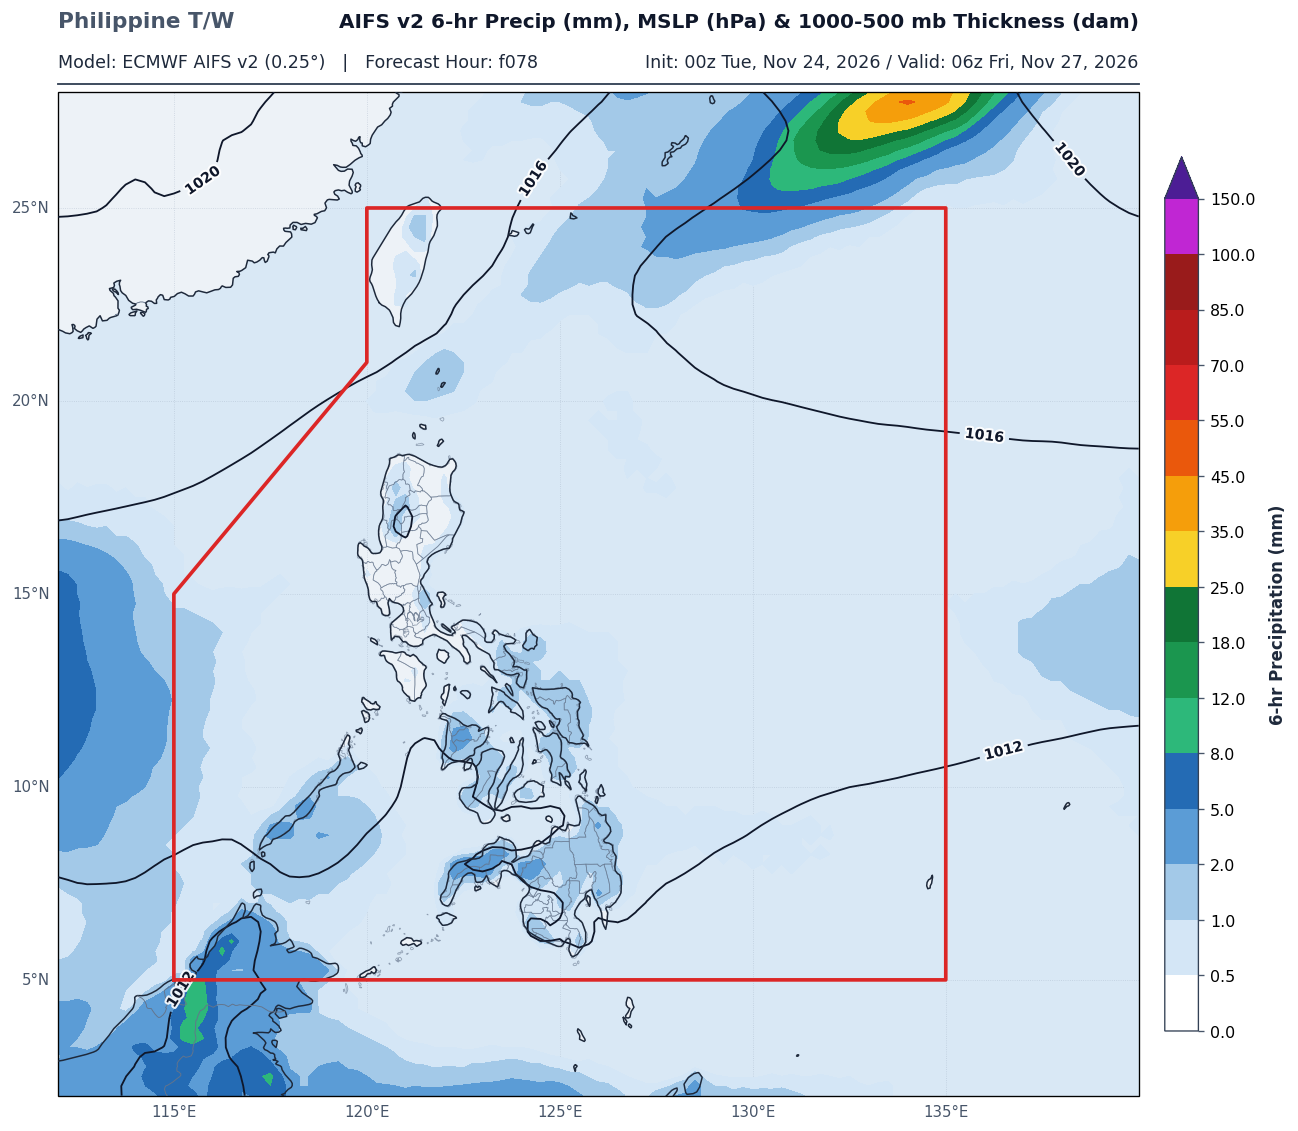 Philippine T/W
AIFS v2 6-hr Precip (mm), MSLP (hPa) & 1000-500 mb Thickness (dam)
Model: ECMWF AIFS v2 (0.25°) | Forecast Hour: f078
Init: 00z Tue, Nov 24, 2026 / Valid: 06z Fri, Nov 27, 2026
1020
1016
1020
25°N
20°N
1016
15°N
1012
10°N
1012
5°N
115°E
120°E
125°E
130°E
135°E
150.0
100.0
85.0
70.0
55.0
45.0
35.0
25.0
18.0
12.0
8.0
5.0
2.0
1.0
0.5
0.0
6-hr Precipitation (mm)